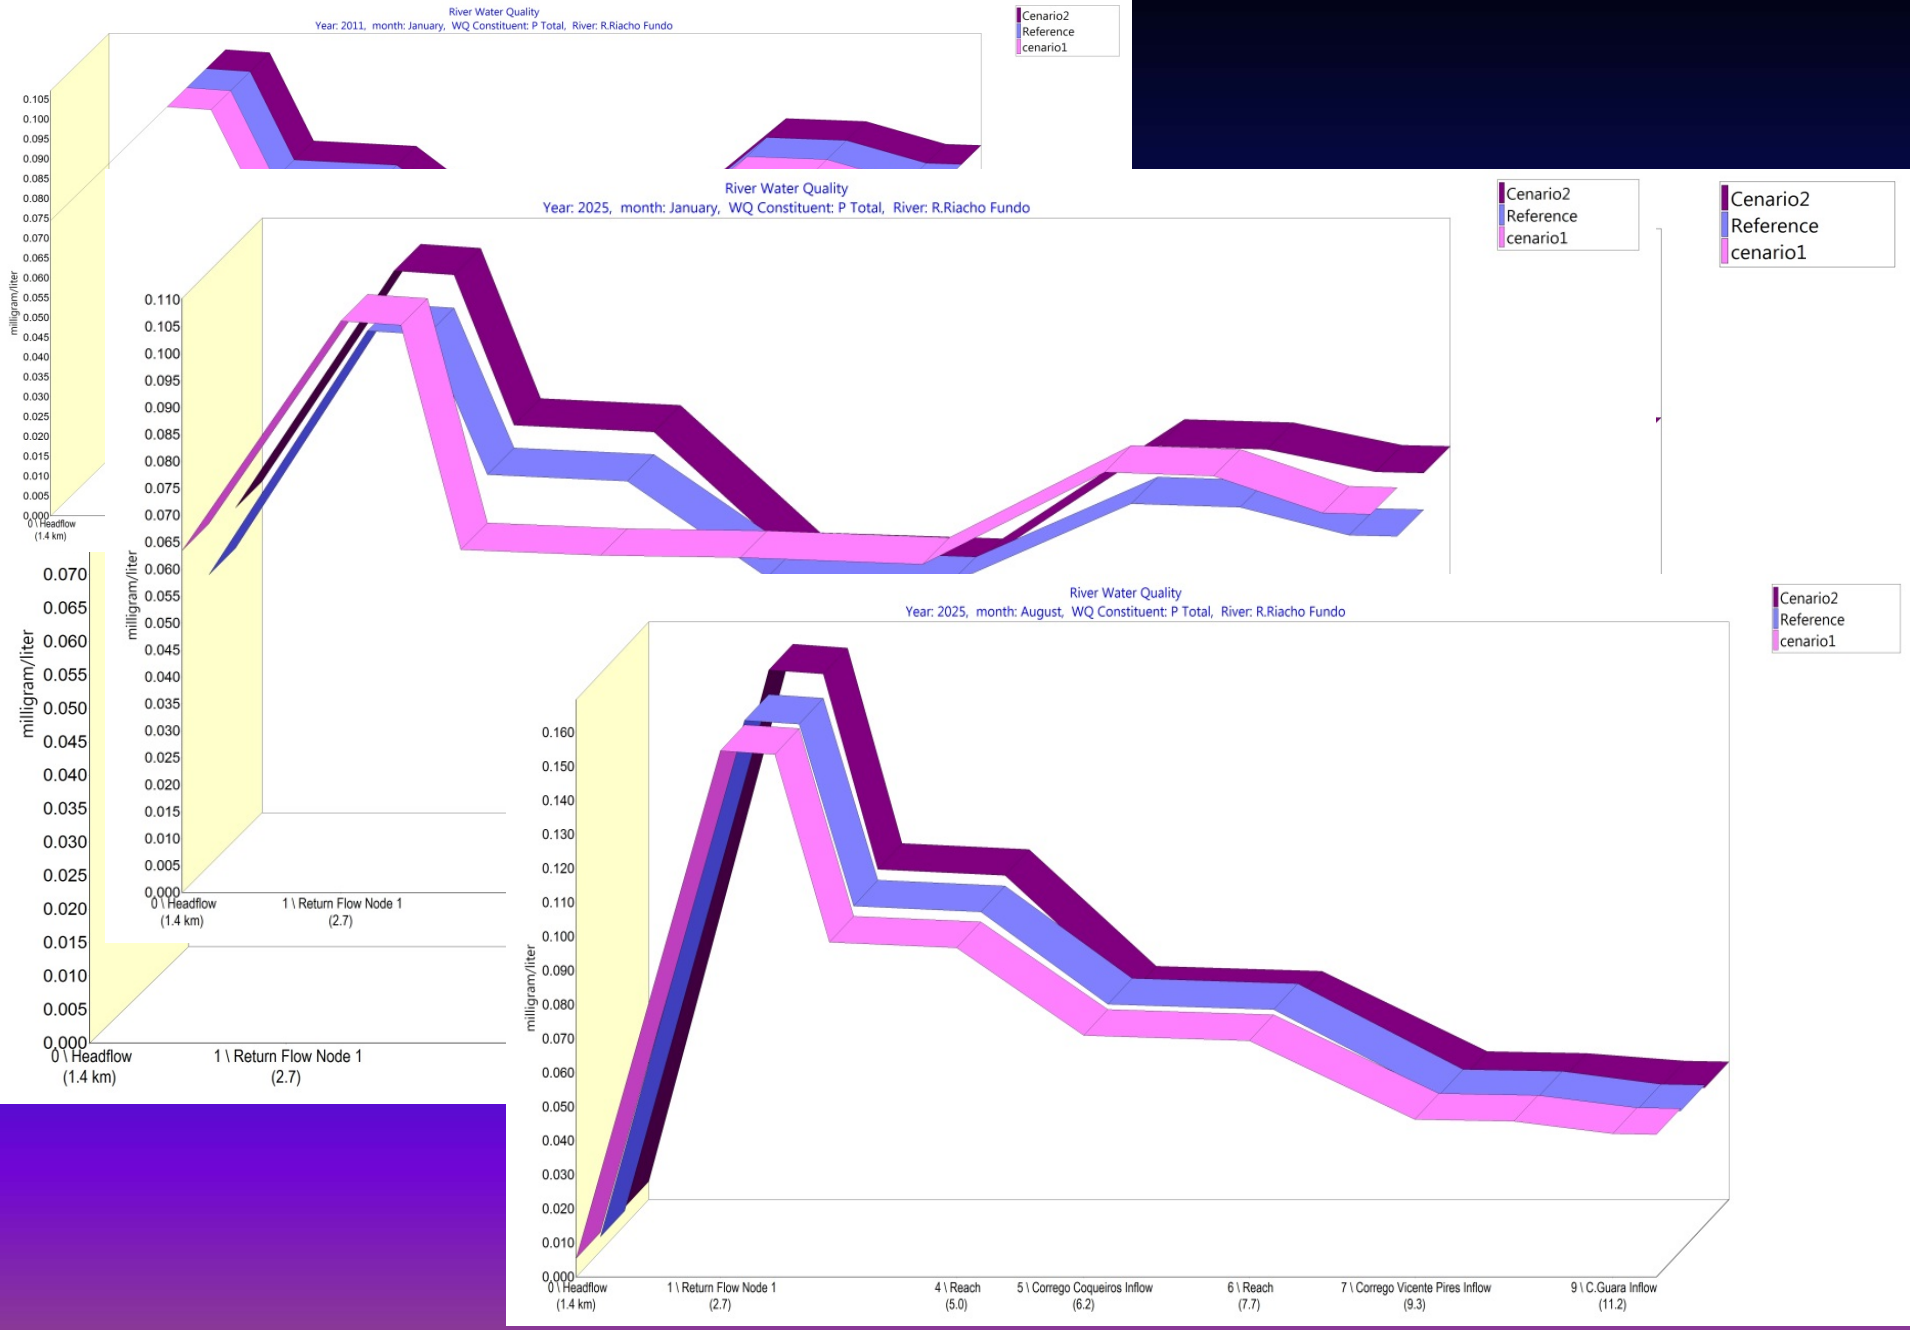 River Water Quality
Year: 2011,  month: January,  WQ Constituent: P Total,  River: R.Riacho Fundo
Cenario2
Reference
cenario1
0.105
0.100
0.095
0.090
0.085
0.080
0.075
0.070
0.065
0.060
0.055
0.050
0.045
0.040
0.035
0.030
0.025
0.020
0.015
0.010
0.005
0.000
milligram/liter
0 \ Headflow
(1.4 km)
River Water Quality
Year: 2025,  month: January,  WQ Constituent: P Total,  River: R.Riacho Fundo
Cenario2
Reference
cenario1
Cenario2
Reference
cenario1
0.110
0.105
0.100
0.095
0.090
0.085
0.080
0.075
0.070
0.065
0.060
0.055
0.050
0.045
0.040
0.035
0.030
0.025
0.020
0.015
0.010
0.005
0.000
milligram/liter
0 \ Headflow
(1.4 km)
1 \ Return Flow Node 1
(2.7)
0.070
0.065
0.060
0.055
0.050
0.045
0.040
0.035
0.030
0.025
0.020
0.015
0.010
0.005
0.000
milligram/liter
0 \ Headflow
(1.4 km)
1 \ Return Flow Node 1
(2.7)
River Water Quality
Year: 2025,  month: August,  WQ Constituent: P Total,  River: R.Riacho Fundo
Cenario2
Reference
cenario1
0.160
0.150
0.140
0.130
0.120
0.110
0.100
0.090
0.080
0.070
0.060
0.050
0.040
0.030
0.020
0.010
0.000
milligram/liter
0 \ Headflow
(1.4 km)
1 \ Return Flow Node 1
(2.7)
4 \ Reach
(5.0)
5 \ Corrego Coqueiros Inflow
(6.2)
6 \ Reach
(7.7)
7 \ Corrego Vicente Pires Inflow
(9.3)
9 \ C.Guara Inflow
(11.2)